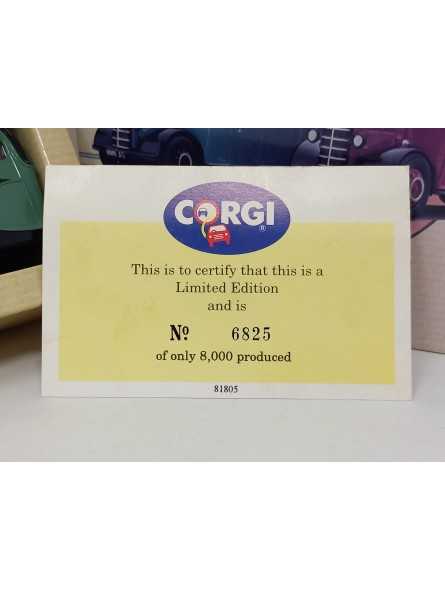 CORGI
®
This is to certify that this is a
Limited Edition
and is
Nº 6825
of only 8,000 produced
81805